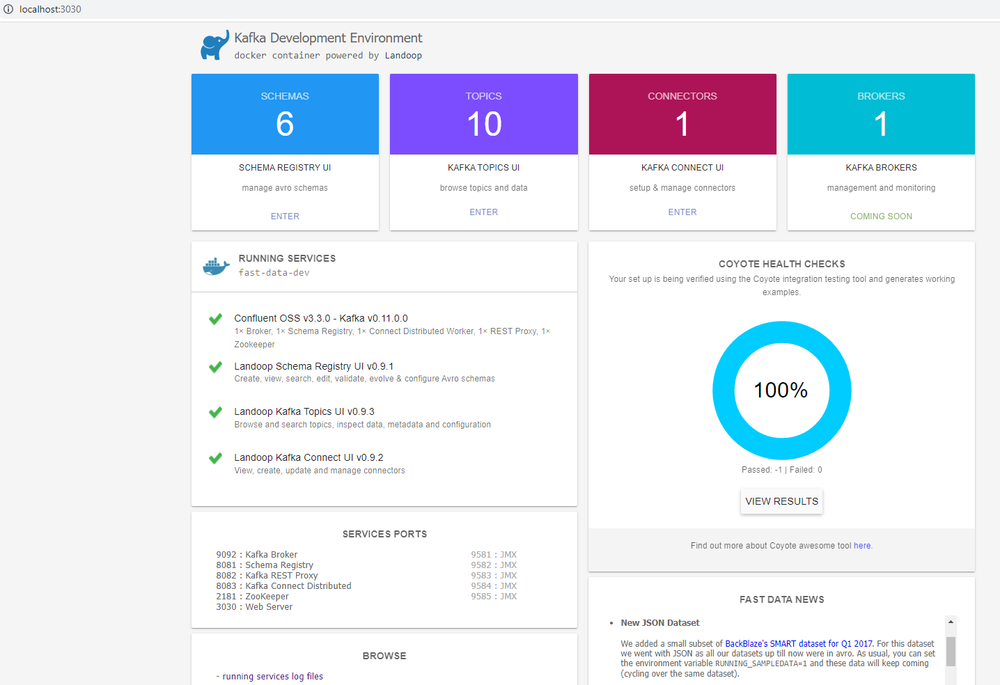 localhost:3030
Kafka Development Environment
docker container powered by Landoop
SCHEMAS
6
SCHEMA REGISTRY UI
manage avro schemas
ENTER
TOPICS
10
KAFKA TOPICS UI
browse topics and data
ENTER
CONNECTORS
1
KAFKA CONNECT UI
setup & manage connectors
ENTER
BROKERS
1
KAFKA BROKERS
management and monitoring
COMING SOON
RUNNING SERVICES
fast-data-dev
Confluent OSS v3.3.0 - Kafka v0.11.0.0
1× Broker, 1× Schema Registry, 1× Connect Distributed Worker, 1× REST Proxy, 1×
Zookeeper
Landoop Schema Registry UI v0.9.1
Create, view, search, edit, validate, evolve & configure Avro schemas
Landoop Kafka Topics UI v0.9.3
Browse and search topics, inspect data, metadata and configuration
Landoop Kafka Connect UI v0.9.2
View, create, update and manage connectors
SERVICES PORTS
9092 : Kafka Broker 9581 : JMX
8081 : Schema Registry 9582 : JMX
8082 : Kafka REST Proxy 9583 : JMX
8083 : Kafka Connect Distributed 9584 : JMX
2181 : ZooKeeper 9585 : JMX
3030 : Web Server
BROWSE
- running services log files
COYOTE HEALTH CHECKS
Your set up is being verified using the Coyote integration testing tool and generates working
examples.
100%
Passed: -1 | Failed: 0
VIEW RESULTS
Find out more about Coyote awesome tool here.
FAST DATA NEWS
• New JSON Dataset
We added a small subset of BackBlaze's SMART dataset for Q1 2017. For this dataset
we went with JSON as all our datasets up till now were in avro. As usual, you can set
the environment variable RUNNING_SAMPLEDATA=1 and these data will keep coming
(cycling over the same dataset).